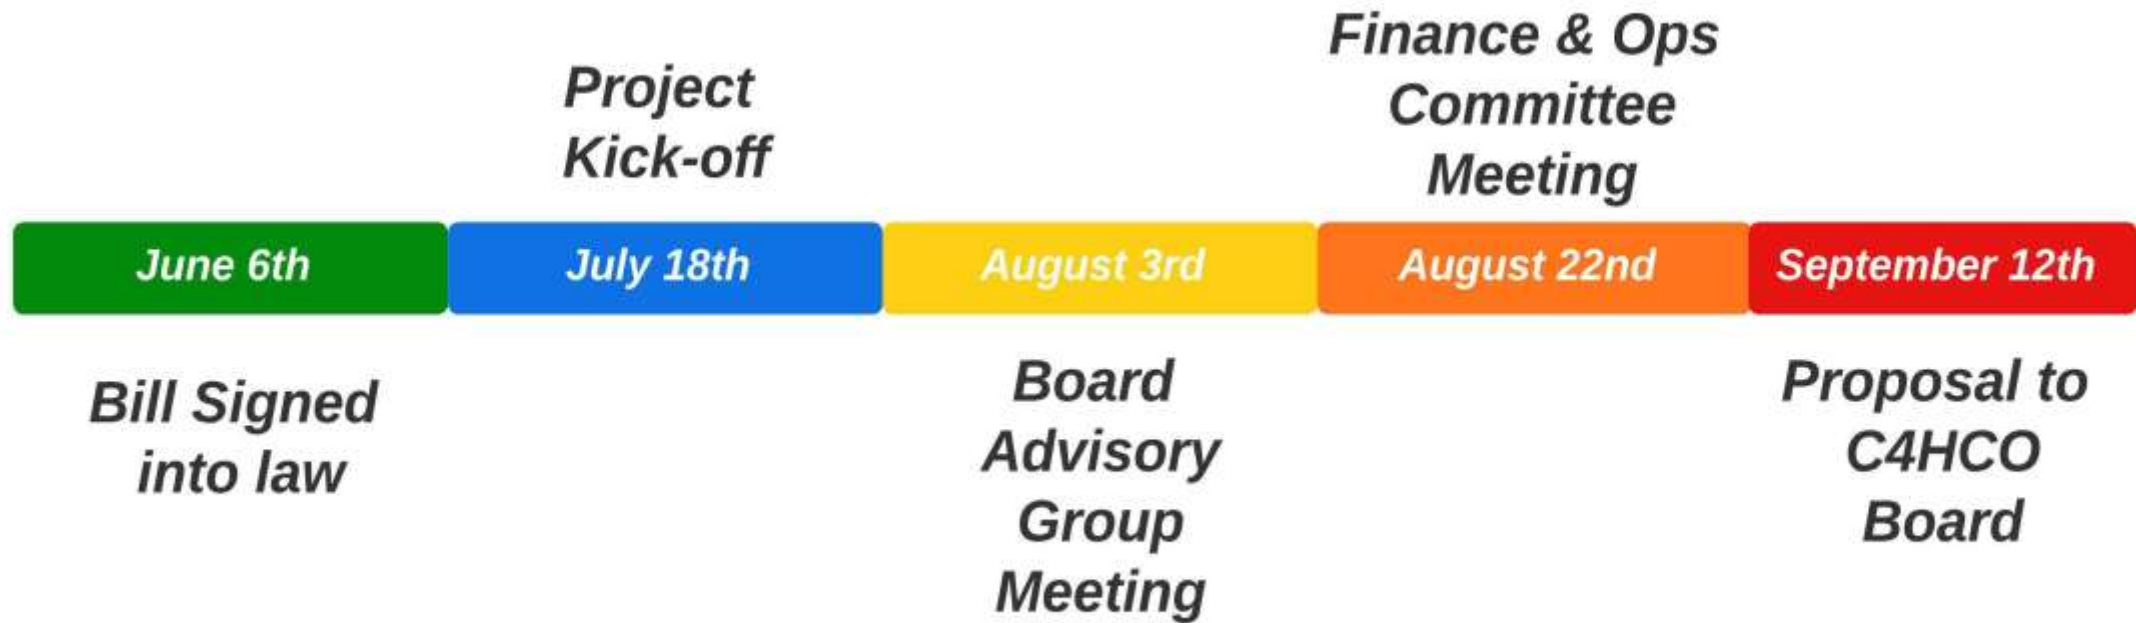 Finance & Ops
Committee
Meeting
Project
Kick-off
June 6th
July 18th
August 3rd
August 22nd
September 12th
Bill Signed
into law
Board
Advisory
Group
Meeting
Proposal to
C4HCO
Board